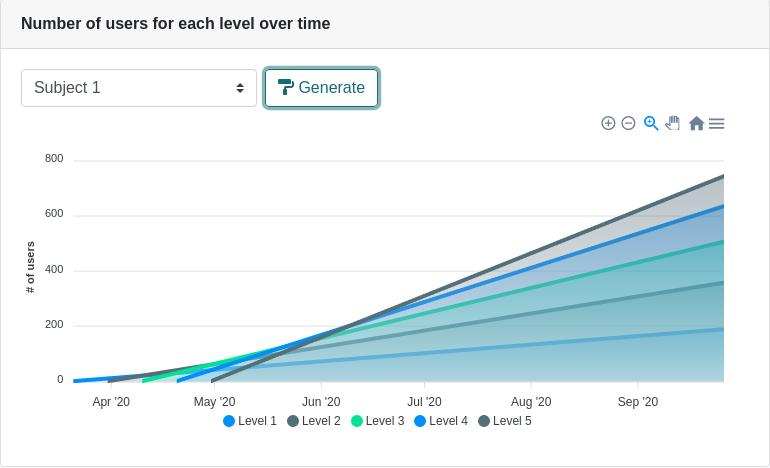 Number of users for each level over time
Subject 1
Generate
800
600
400
200
0
# of users
Apr '20 May '20 Jun '20 Jul '20 Aug '20 Sep '20
Level 1 Level 2 Level 3 Level 4 Level 5